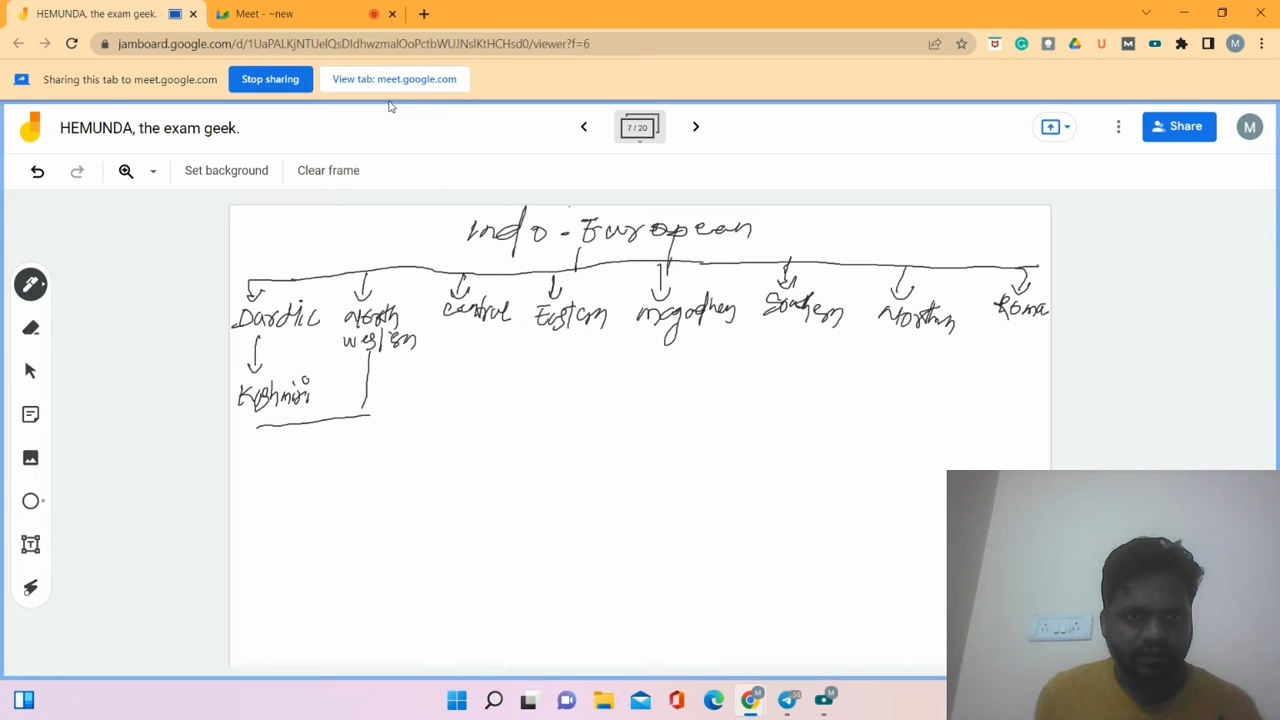 HEMUNDA, the exam geek.
Meet - ~new
jamboard.google.com/d/1UaPALKjNTUelQsDIdhwzmalOoPctbWUJNslKtHCHsd0/viewer?f=6
M
Sharing this tab to meet.google.com
Stop sharing
View tab: meet.google.com
HEMUNDA, the exam geek.
7 / 20
Share
M
Set background
Clear frame
Indo - European
Dardic North western Central Eastern Southern Northern Roma
Kashmiri